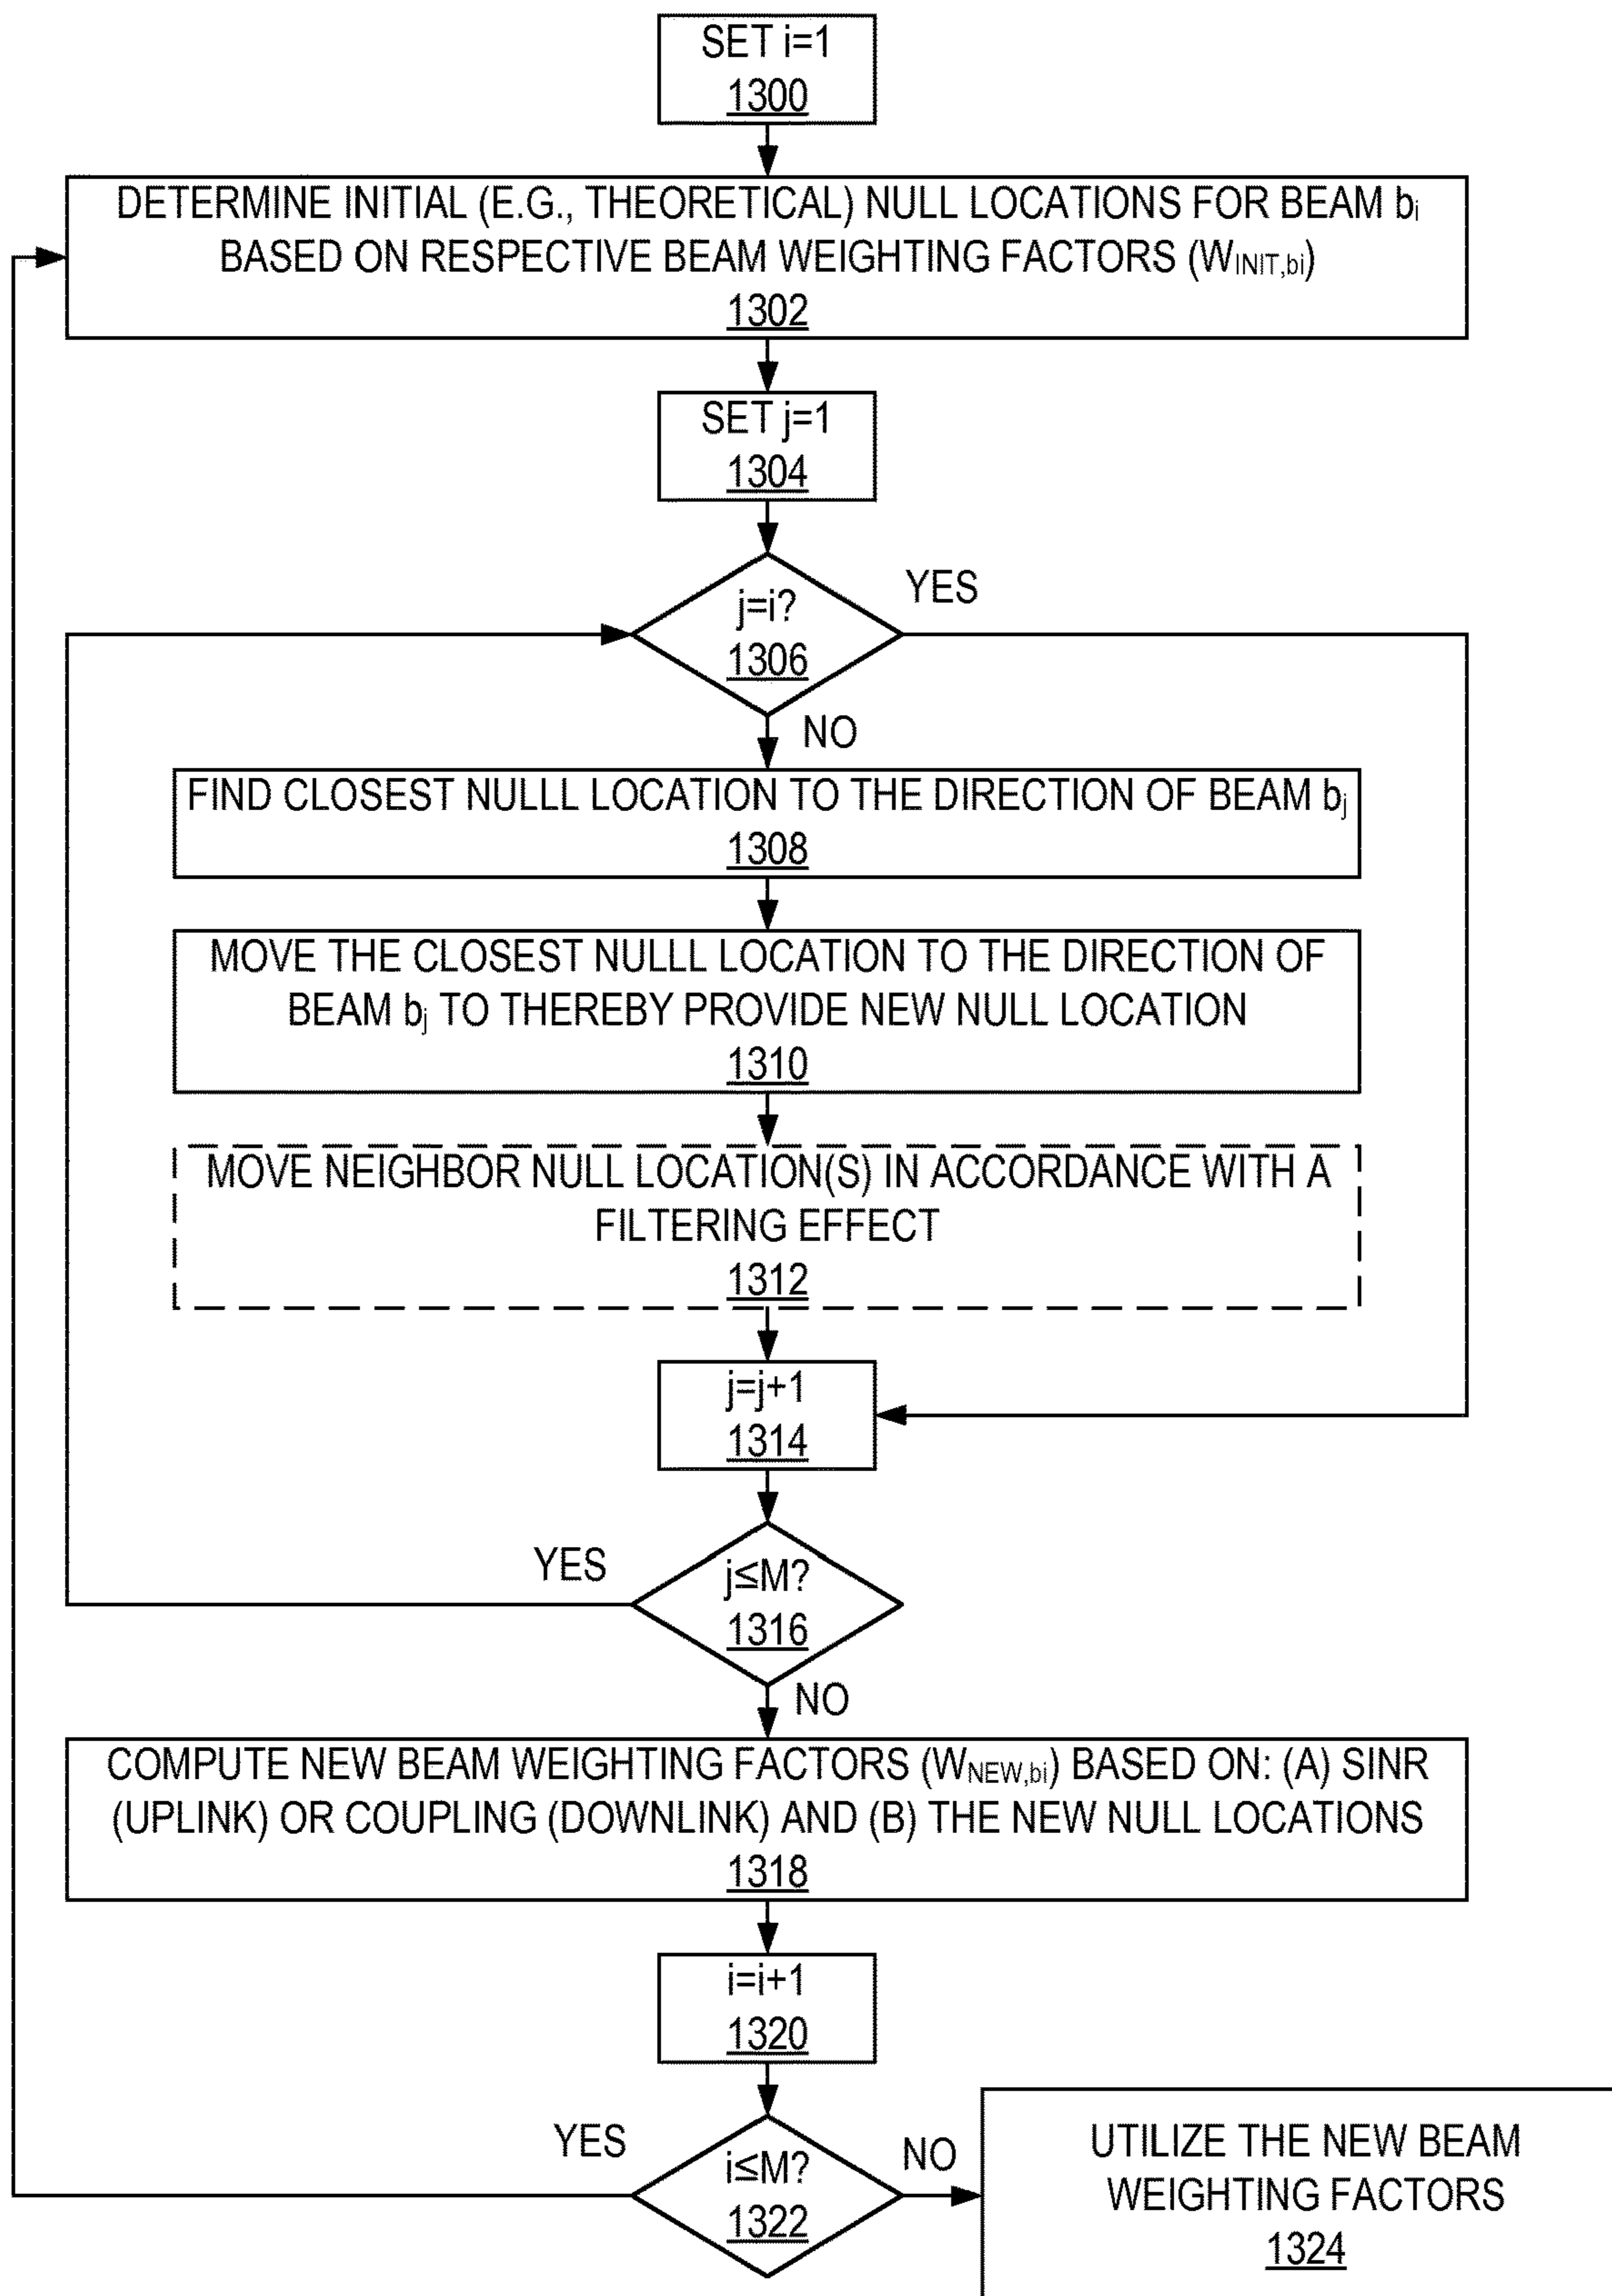 SET i=1
1300
DETERMINE INITIAL (E.G., THEORETICAL) NULL LOCATIONS FOR BEAM bi
BASED ON RESPECTIVE BEAM WEIGHTING FACTORS (WINIT,bi)
1302
SET j=1
1304
j=i?
1306
YES
NO
FIND CLOSEST NULLL LOCATION TO THE DIRECTION OF BEAM bj
1308
MOVE THE CLOSEST NULLL LOCATION TO THE DIRECTION OF
BEAM bj TO THEREBY PROVIDE NEW NULL LOCATION
1310
MOVE NEIGHBOR NULL LOCATION(S) IN ACCORDANCE WITH A
FILTERING EFFECT
1312
j=j+1
1314
YES
j≤M?
1316
NO
COMPUTE NEW BEAM WEIGHTING FACTORS (WNEW,bi) BASED ON: (A) SINR
(UPLINK) OR COUPLING (DOWNLINK) AND (B) THE NEW NULL LOCATIONS
1318
i=i+1
1320
YES
i≤M?
1322
NO
UTILIZE THE NEW BEAM
WEIGHTING FACTORS
1324